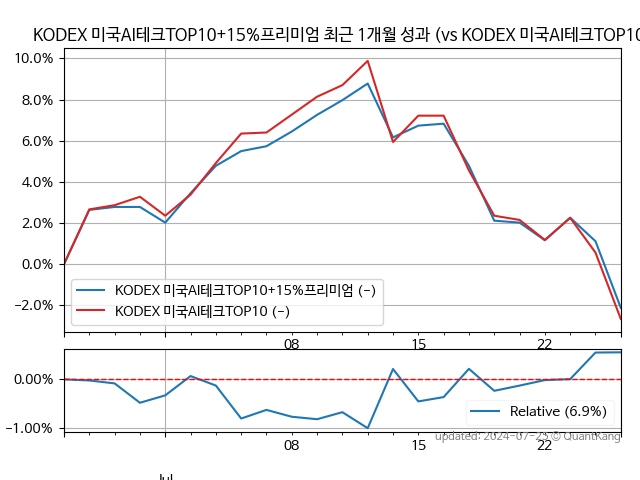 KODEX 미국AI테크TOP10+15%프리미엄 최근 1개월 성과 (vs KODEX 미국AI테크TOP10
10.0%
8.0%
6.0%
4.0%
2.0%
0.0%
-2.0%
KODEX 미국AI테크TOP10+15%프리미엄 (-)
KODEX 미국AI테크TOP10 (-)
08 15 22
0.00%
-1.00%
Relative (6.9%)
updated: 2024-07-25 © QuantKang
08 15 22
Jul